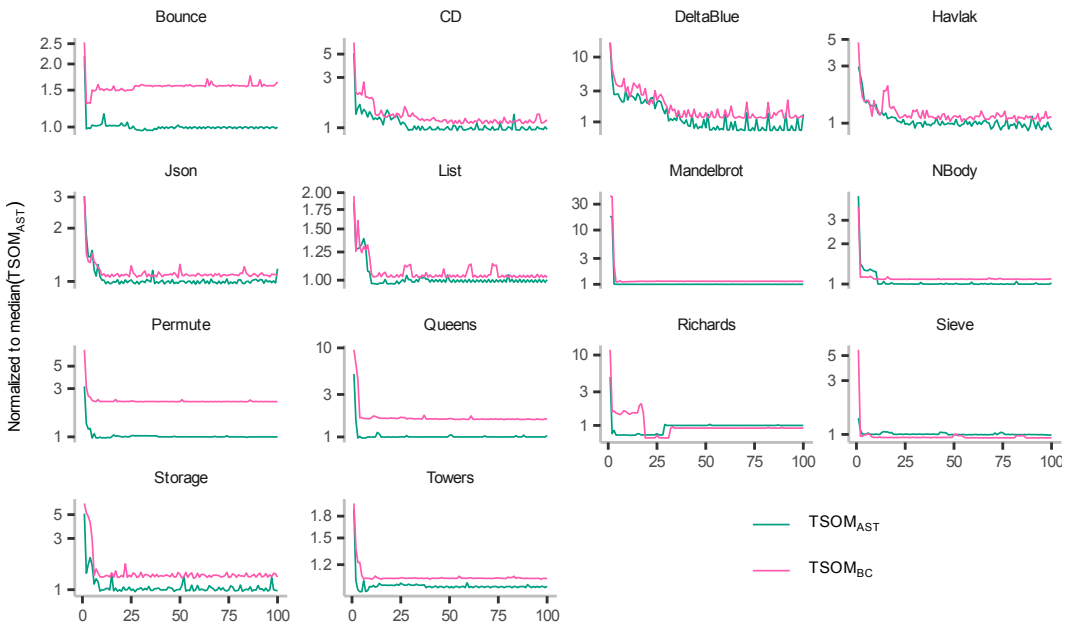 Bounce
CD
DeltaBlue
Havlak
2.5
2.0
1.5
1.0
5
3
1
10
3
1
5
3
1
Json
List
Mandelbrot
NBody
3
2
1
2.00
1.75
1.50
1.25
1.00
30
10
3
1
3
2
1
Normalized to median(TSOM_AST)
Permute
Queens
Richards
Sieve
5
3
1
10
3
1
10
3
1
5
3
1
0 25 50 75 100
0 25 50 75 100
Storage
Towers
5
3
1
1.8
1.5
1.2
0 25 50 75 100
0 25 50 75 100
TSOM_AST
TSOM_BC